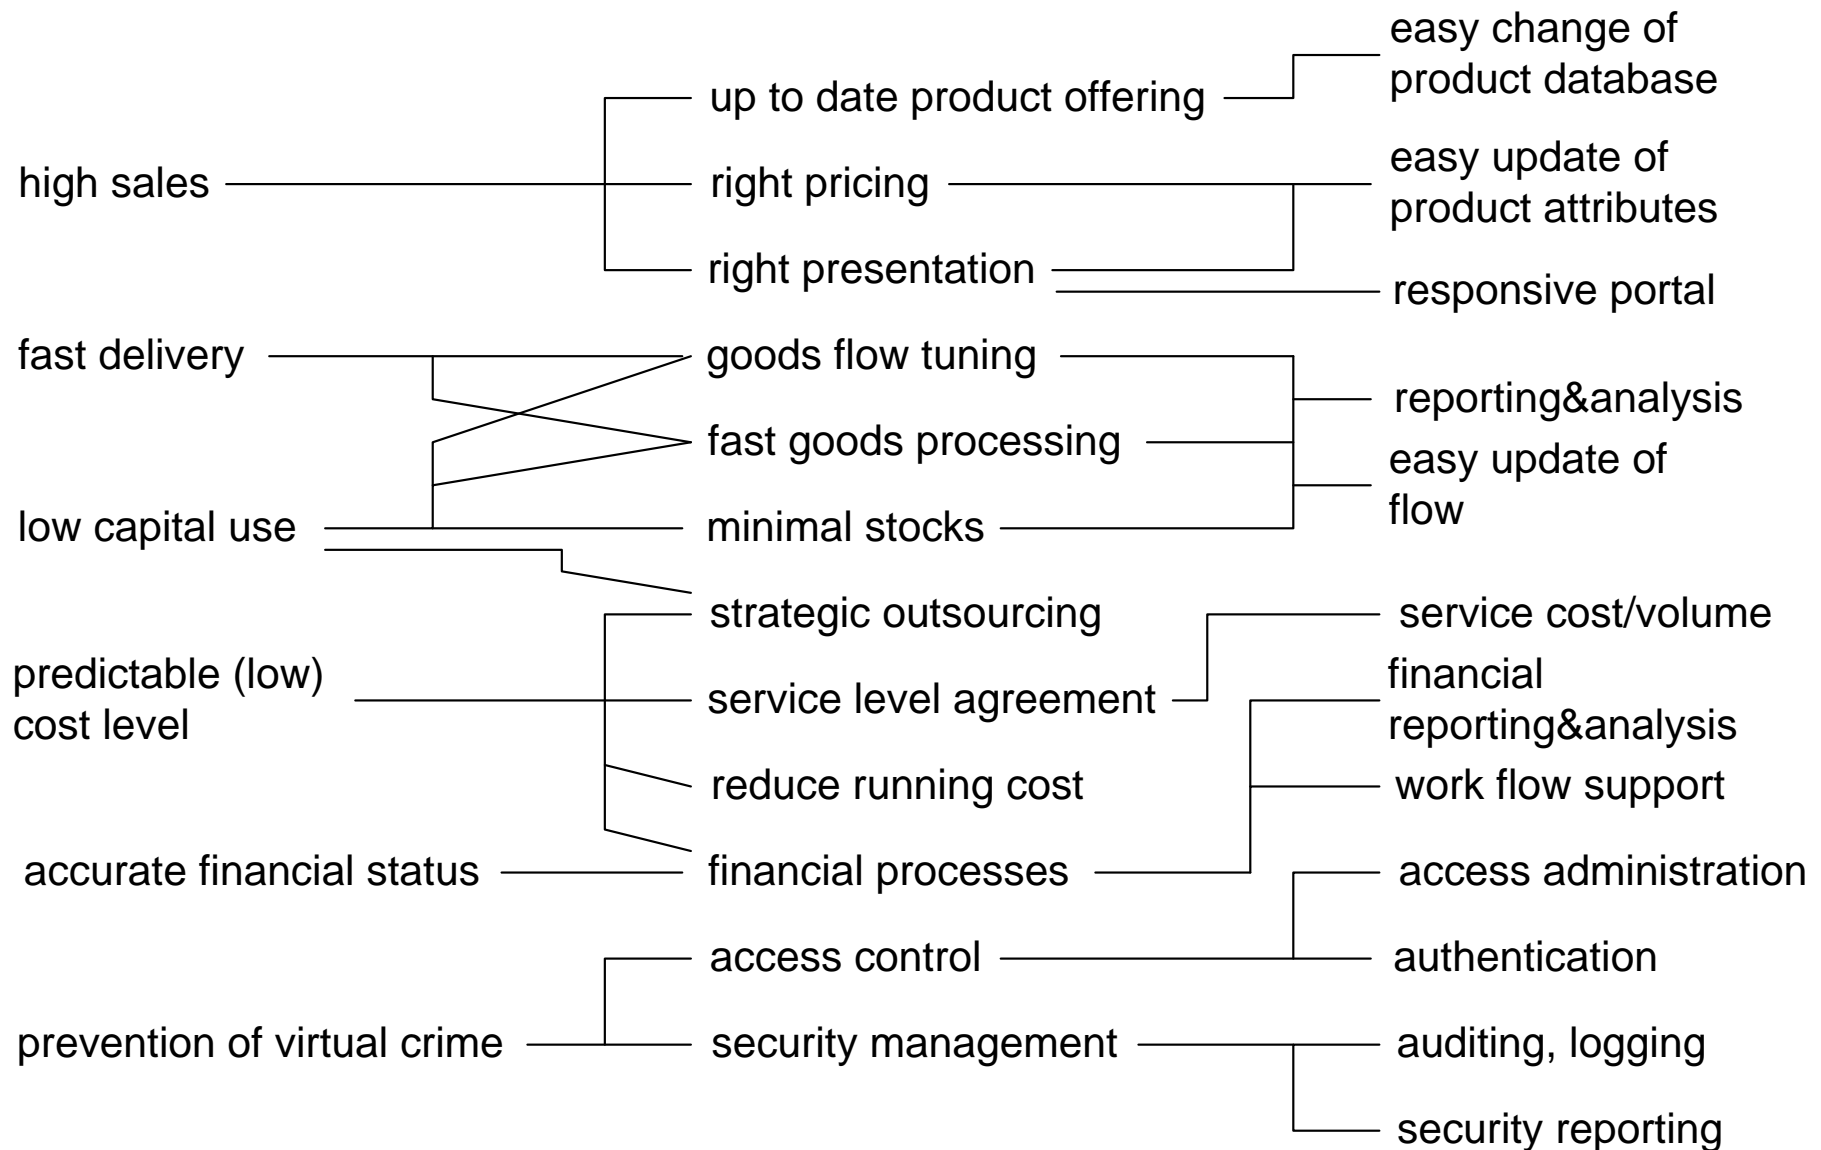 easy change of
product database
up to date product offering
easy update of
product attributes
high sales
right pricing
right presentation
responsive portal
fast delivery
goods flow tuning
reporting&analysis
fast goods processing
easy update of
flow
low capital use
minimal stocks
strategic outsourcing
service cost/volume
predictable (low)
cost level
service level agreement
financial
reporting&analysis
reduce running cost
work flow support
accurate financial status
financial processes
access administration
access control
authentication
prevention of virtual crime
security management
auditing, logging
security reporting